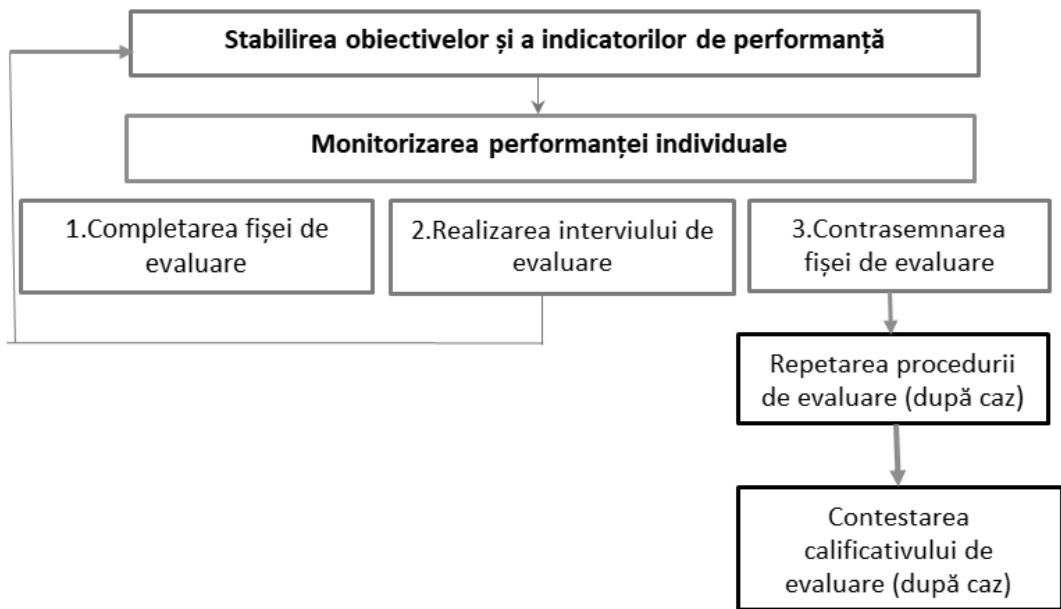 Stabilirea obiectivelor și a indicatorilor de performanță
Monitorizarea performanței individuale
1.Completarea fișei de
evaluare
2.Realizarea interviului de
evaluare
3.Contrasemnarea
fișei de evaluare
Repetarea procedurii
de evaluare (după caz)
Contestarea
calificativului de
evaluare (după caz)